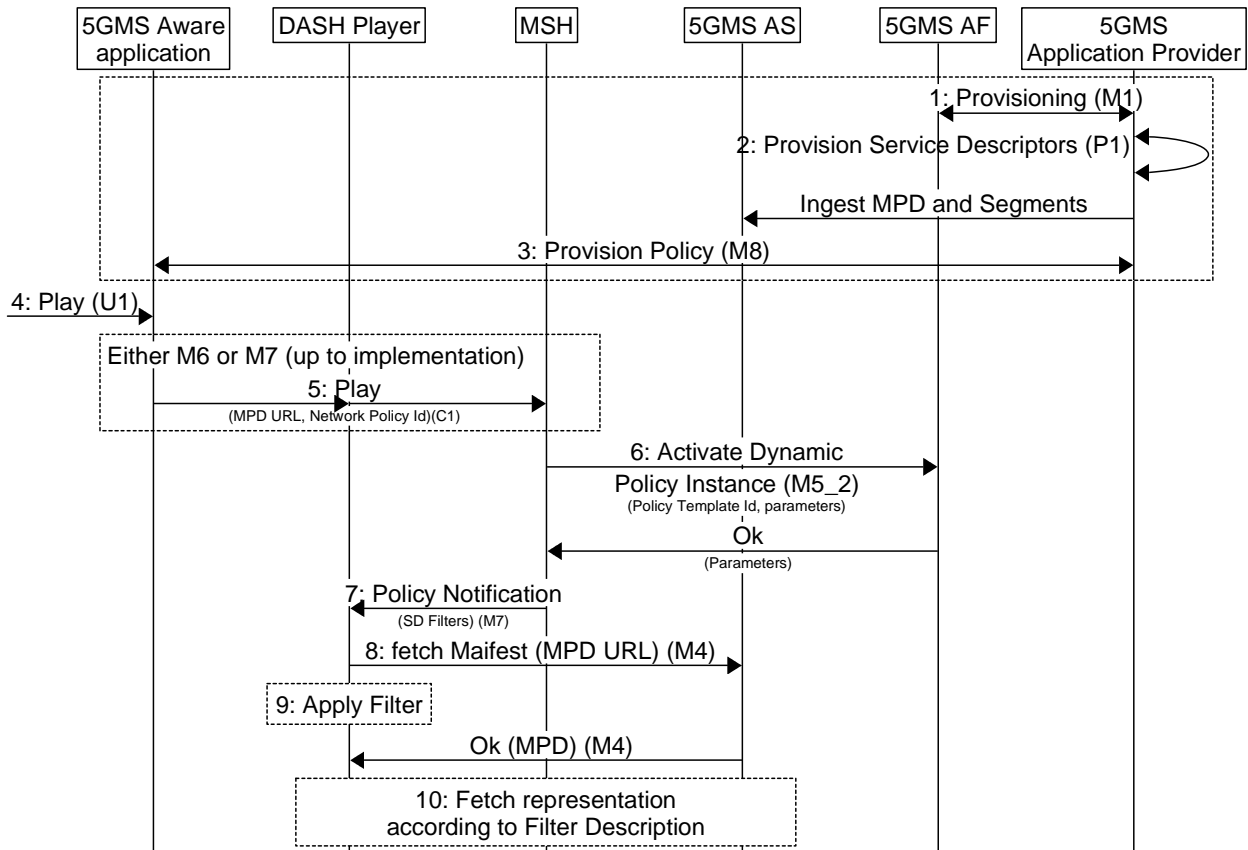 5GMS Aware
application
DASH Player
MSH
5GMS AS
5GMS AF
5GMS
Application Provider
1: Provisioning (M1)
2: Provision Service Descriptors (P1)
Ingest MPD and Segments
3: Provision Policy (M8)
4: Play (U1)
Either M6 or M7 (up to implementation)
5: Play
(MPD URL, Network Policy Id)(C1)
6: Activate Dynamic
Policy Instance (M5_2)
(Policy Template Id, parameters)
Ok
(Parameters)
7: Policy Notification
(SD Filters) (M7)
8: fetch Maifest (MPD URL) (M4)
9: Apply Filter
Ok (MPD) (M4)
10: Fetch representation
according to Filter Description